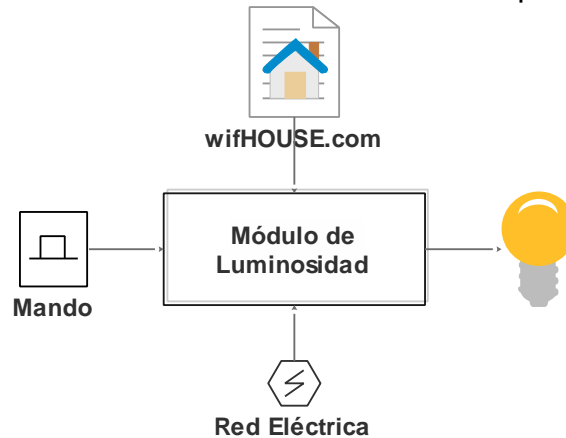 wifHOUSE.com
Módulo de
Luminosidad
Mando
Red Eléctrica